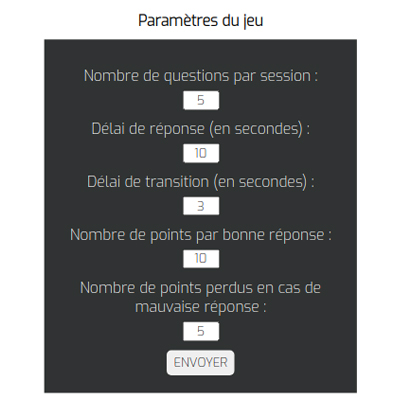 Paramètres du jeu
Nombre de questions par session :
5
Délai de réponse (en secondes) :
10
Délai de transition (en secondes) :
3
Nombre de points par bonne réponse :
10
Nombre de points perdus en cas de
mauvaise réponse :
5
ENVOYER